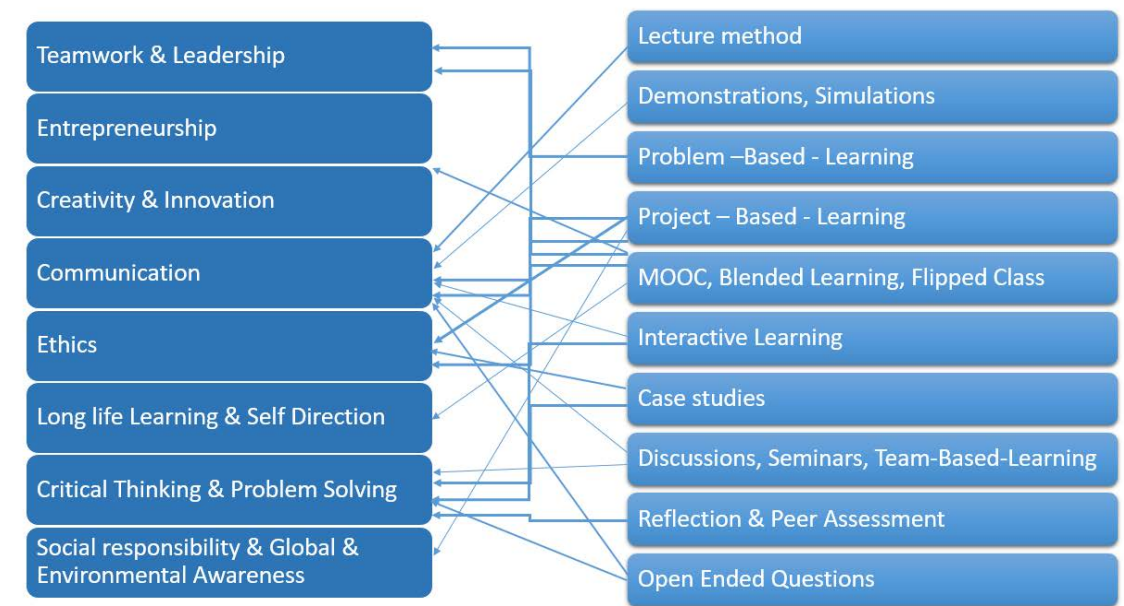 Teamwork & Leadership
Entrepreneurship
Creativity & Innovation
Communication
Ethics
Long life Learning & Self Direction
Critical Thinking & Problem Solving
Social responsibility & Global &
Environmental Awareness
Lecture method
Demonstrations, Simulations
Problem –Based - Learning
Project – Based - Learning
MOOC, Blended Learning, Flipped Class
Interactive Learning
Case studies
Discussions, Seminars, Team-Based-Learning
Reflection & Peer Assessment
Open Ended Questions